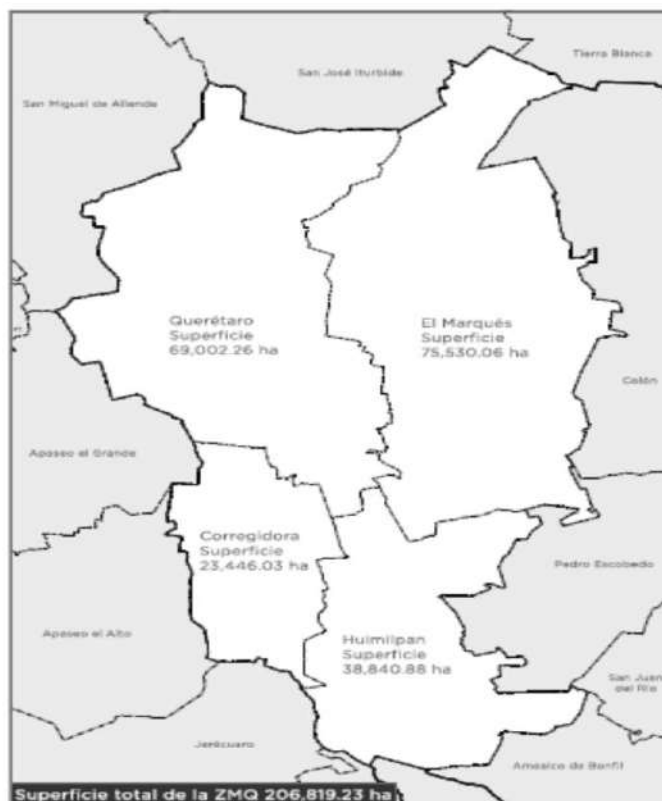 Tierra Blanca
San José Iturbide
San Miguel de Allende
Querétaro
Superficie
69,002.26 ha
El Marqués
Superficie
75,530.06 ha
Colón
Apaseo el Grande
Corregidora
Superficie
23,446.03 ha
Pedro Escobedo
Apaseo el Alto
Huimilpan
Superficie
38,840.88 ha
San Juan
del Río
Jerécuaro
Amealco de Bonfil
Superficie total de la ZMQ 206,819.23 ha